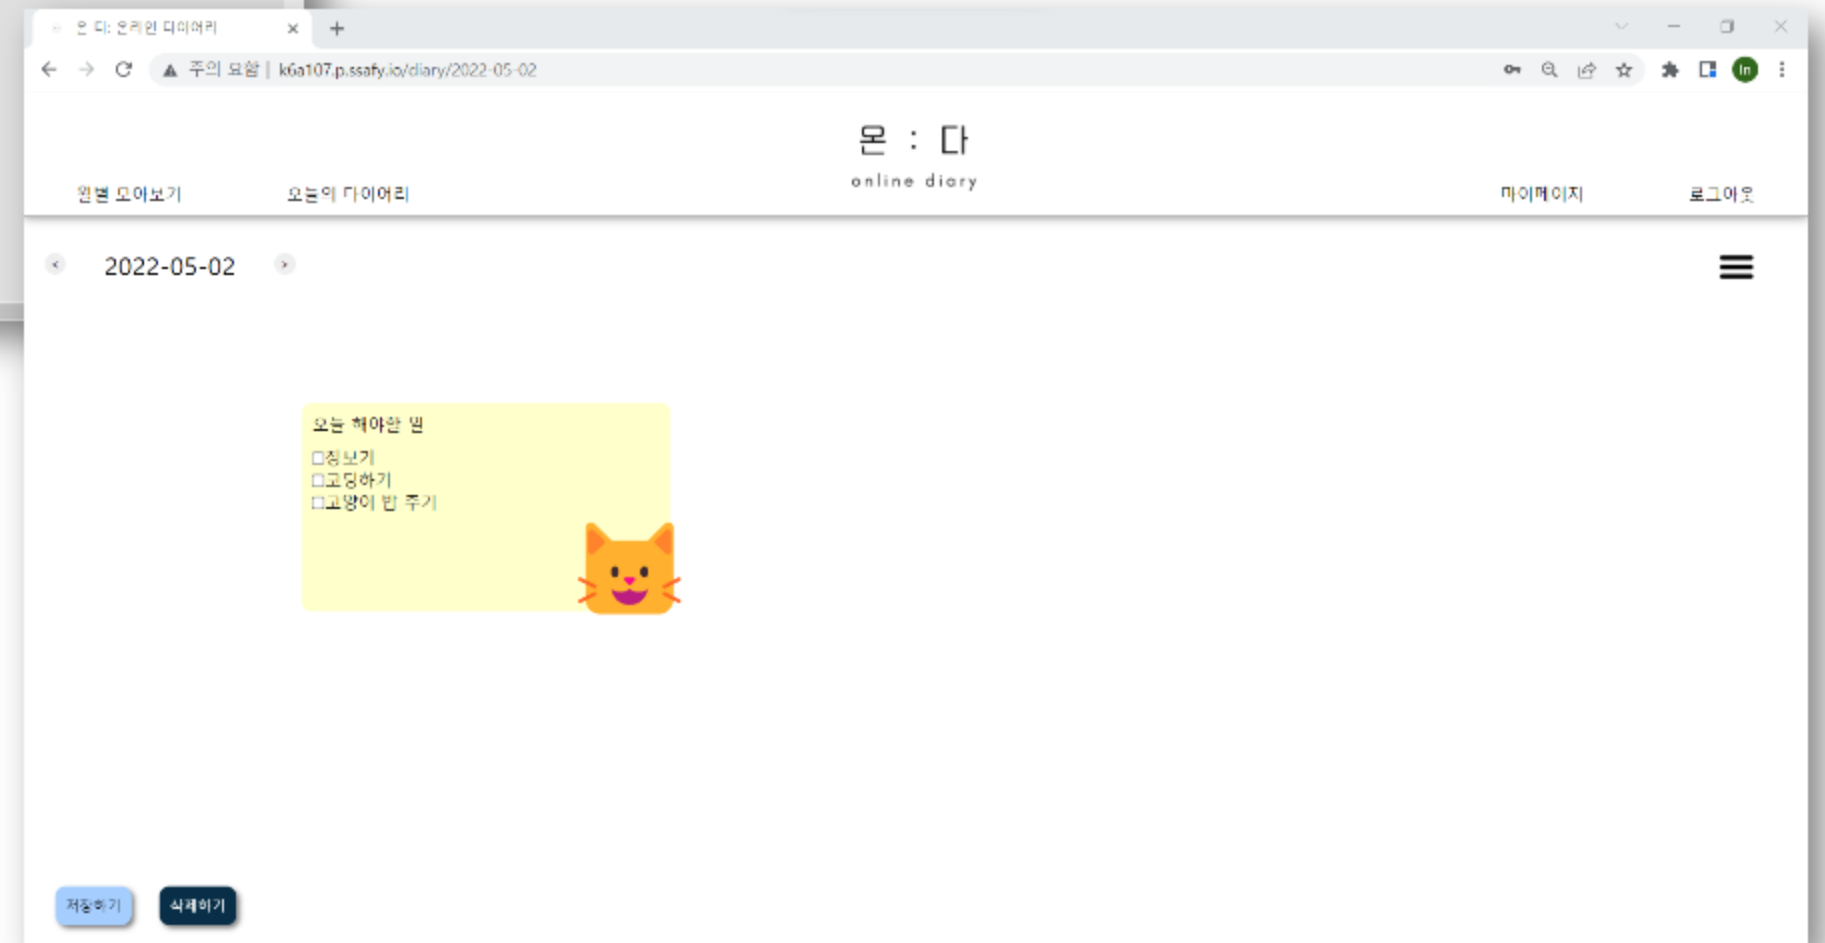 온 다: 온라인 다이어리
주의 요함 | k6a107.p.ssafy.io/diary/2022-05-02
In
온 : 다
online diary
월별 모아보기 오늘의 다이어리 마이페이지 로그아웃
< 2022-05-02 >
오늘 해야할 일
장보기
코딩하기
고양이 밥 주기
저장하기 삭제하기